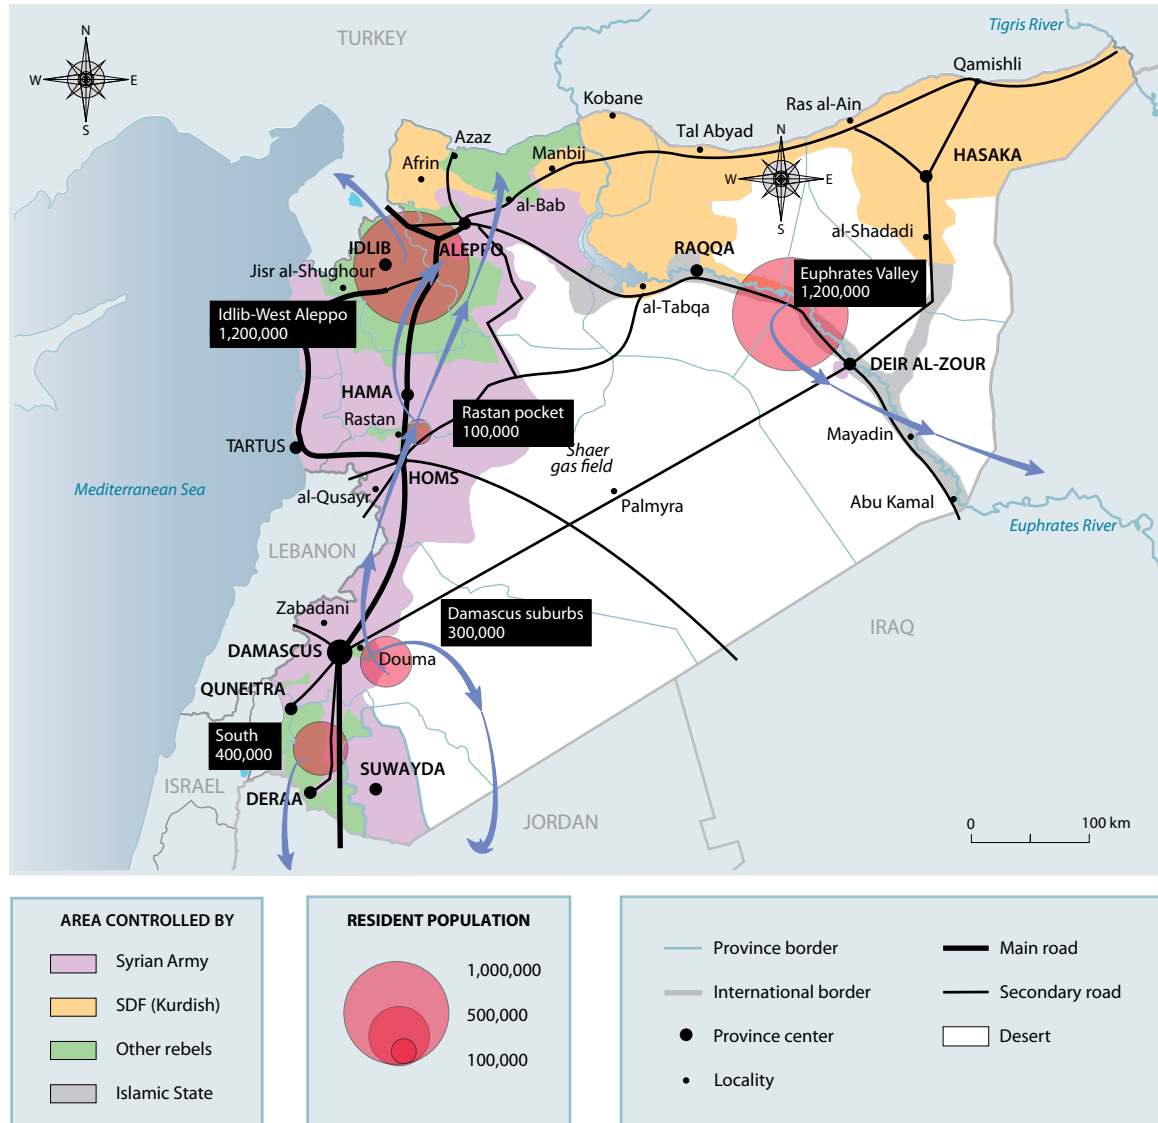 N
W
E
S
TURKEY
Tigris River
Qamishli
Kobane
Ras al-Ain
Azaz
Tal Abyad
N
W
E
S
HASAKA
Afrin
Manbij
al-Bab
al-Shadadi
IDLIB
ALEPPO
RAQQA
Jisr al-Shughour
Euphrates Valley
1,200,000
al-Tabqa
Idlib-West Aleppo
1,200,000
DEIR AL-ZOUR
HAMA
Rastan
Rastan pocket
100,000
TARTUS
Mayadin
Shaer
gas field
HOMS
Mediterranean Sea
al-Qusayr
Palmyra
Abu Kamal
Euphrates River
LEBANON
Zabadani
Damascus suburbs
300,000
IRAQ
DAMASCUS
Douma
QUNEITRA
South
400,000
SUWAYDA
ISRAEL
DERAA
JORDAN
0
100 km
AREA CONTROLLED BY
Syrian Army
SDF (Kurdish)
Other rebels
Islamic State
RESIDENT POPULATION
1,000,000
500,000
100,000
Province border
International border
Province center
Locality
Main road
Secondary road
Desert